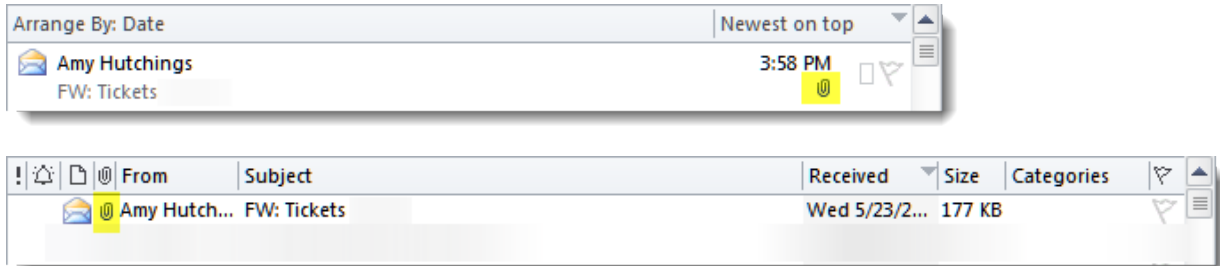 Arrange By: Date Newest on top
Amy Hutchings 3:58 PM
FW: Tickets
! From Subject Received Size Categories
Amy Hutch... FW: Tickets Wed 5/23/2... 177 KB